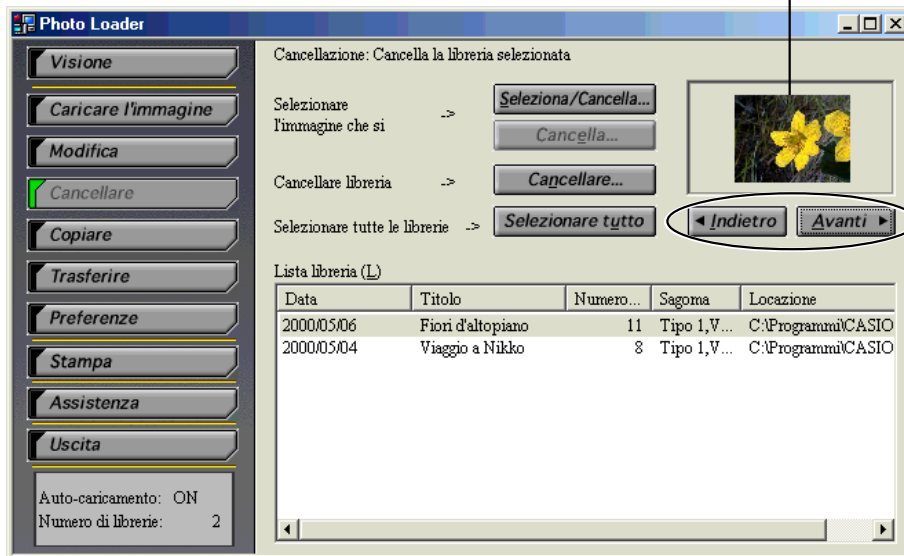 Photo Loader
Visione
Caricare l'immagine
Modifica
Cancellare
Copiare
Trasferire
Preferenze
Stampa
Assistenza
Uscita
Auto-caricamento: ON
Numero di librerie: 2
Cancellazione: Cancella la libreria selezionata
Selezionare
l'immagine che si
->
Seleziona/Cancella...
Cancella...
Cancellare libreria -> Cancellare...
Selezionare tutte le librerie -> Selezionare tutto
Indietro Avanti
Lista libreria (L)
Data Titolo Numero... Sagoma Locazione
2000/05/06 Fiori d'altopiano 11 Tipo 1,V... C:\Programmi\CASIO
2000/05/04 Viaggio a Nikko 8 Tipo 1,V... C:\Programmi\CASIO